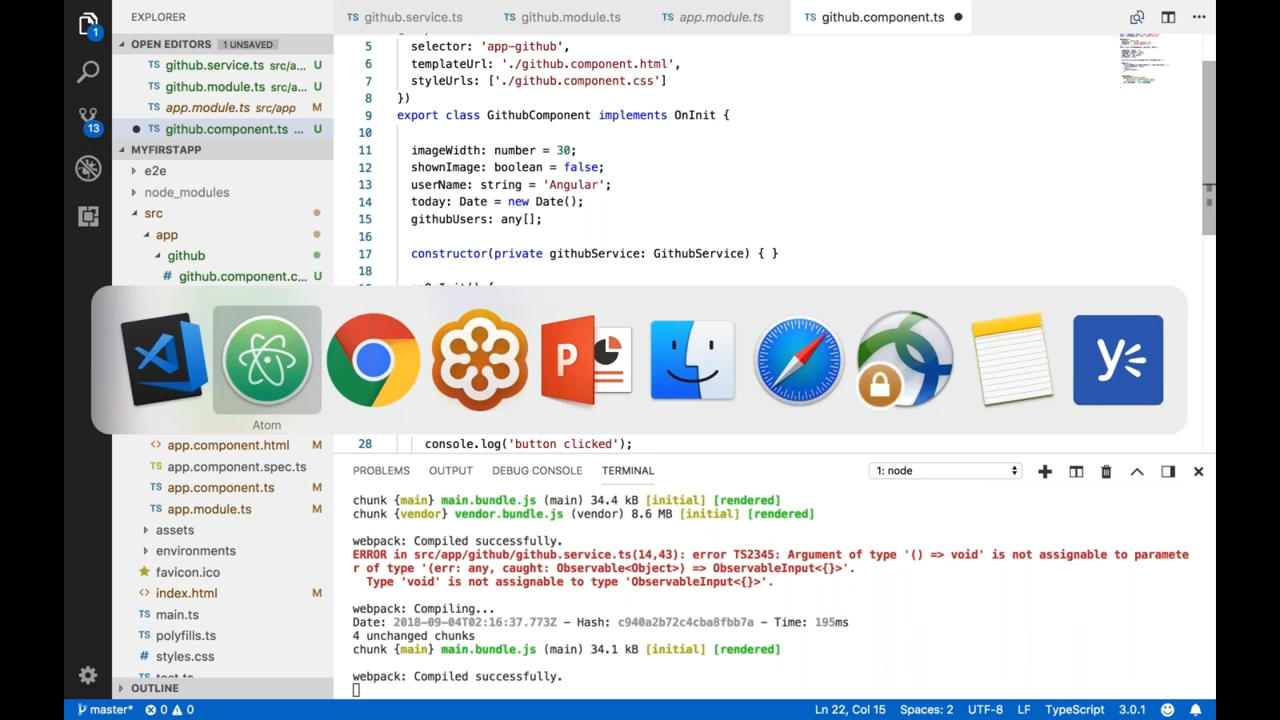 EXPLORER
OPEN EDITORS 1 UNSAVED
TS github.service.ts src/a... U
TS github.module.ts src/a... U
TS app.module.ts src/app M
TS github.component.ts ... U
MYFIRSTAPP
e2e
node_modules
src
app
github
# github.component.c... U
<> app.component.html M
TS app.component.spec.ts
TS app.component.ts M
TS app.module.ts M
assets
environments
favicon.ico
<> index.html M
TS main.ts
TS polyfills.ts
TS styles.css
OUTLINE
1
13
TS github.service.ts TS github.module.ts TS app.module.ts TS github.component.ts
5 selector: 'app-github',
6 templateUrl: './github.component.html',
7 styleUrls: ['./github.component.css']
8 })
9 export class GithubComponent implements OnInit {
10
11 imageWidth: number = 30;
12 shownImage: boolean = false;
13 userName: string = 'Angular';
14 today: Date = new Date();
15 githubUsers: any[];
16
17 constructor(private githubService: GithubService) { }
18
P
y
Atom
28 console.log('button clicked');
PROBLEMS OUTPUT DEBUG CONSOLE TERMINAL 1: node
chunk {main} main.bundle.js (main) 34.4 kB [initial] [rendered]
chunk {vendor} vendor.bundle.js (vendor) 8.6 MB [initial] [rendered]
webpack: Compiled successfully.
ERROR in src/app/github/github.service.ts(14,43): error TS2345: Argument of type '() => void' is not assignable to paramete
r of type '(err: any, caught: Observable<Object>) => ObservableInput<{}>'.
Type 'void' is not assignable to type 'ObservableInput<{}>'.
webpack: Compiling...
Date: 2018-09-04T02:16:37.773Z - Hash: c940a2b72c4cba8fbb7a - Time: 195ms
4 unchanged chunks
chunk {main} main.bundle.js (main) 34.1 kB [initial] [rendered]
webpack: Compiled successfully.
master* 0 0 Ln 22, Col 15 Spaces: 2 UTF-8 LF TypeScript 3.0.1